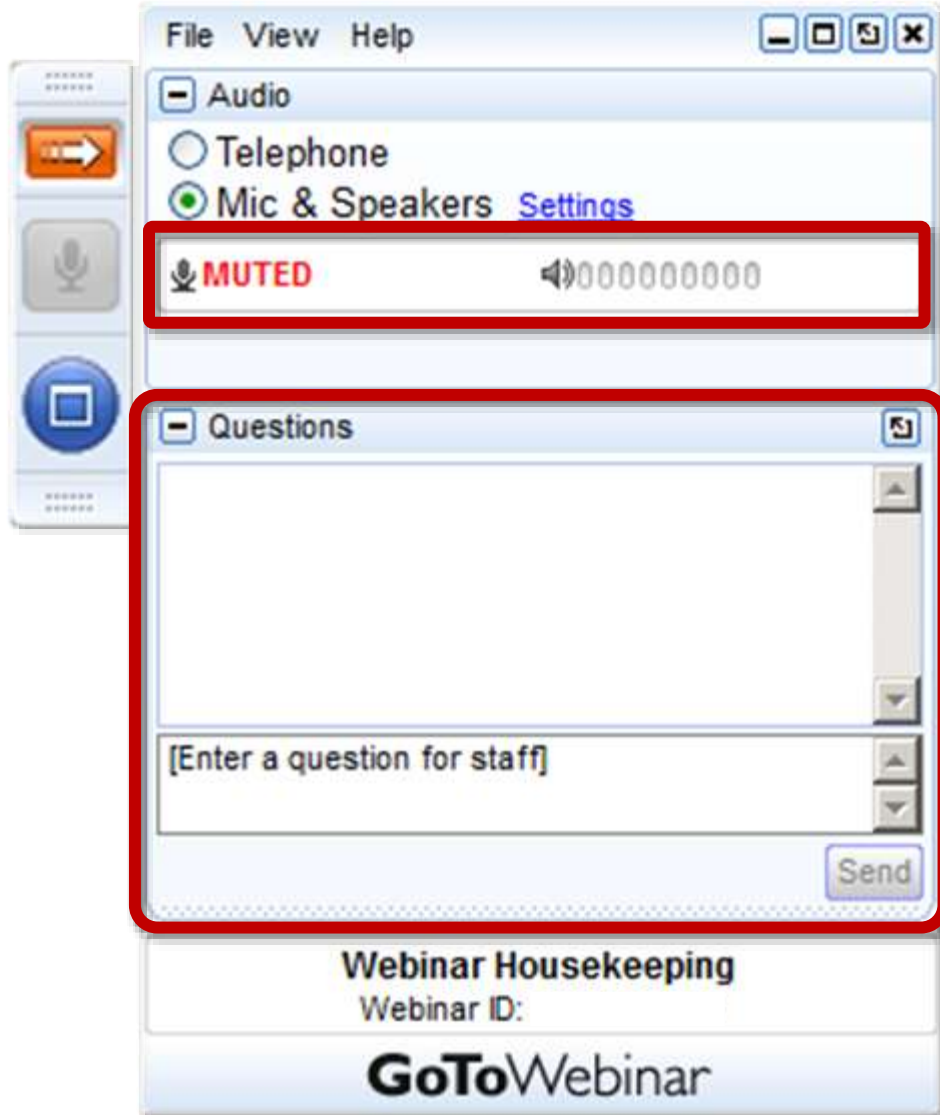 File View Help
Audio
Telephone
Mic & Speakers Settings
MUTED
Questions
[Enter a question for staff]
Send
Webinar Housekeeping
Webinar ID:
GoToWebinar